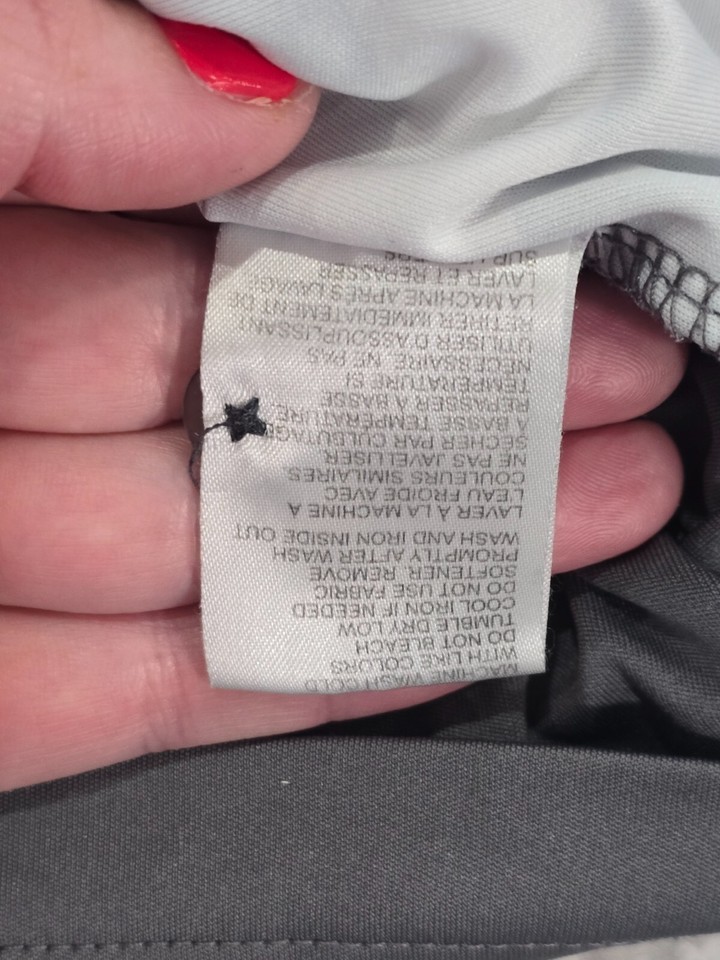 MACHINE WASH COLD
WITH LIKE COLORS
DO NOT BLEACH
TUMBLE DRY LOW
COOL IRON IF NEEDED
DO NOT USE FABRIC
SOFTENER REMOVE
PROMPTLY AFTER WASH
WASH AND IRON INSIDE OUT
LAVER À LA MACHINE A
L'EAU FROIDE AVEC
COULEURS SIMILAIRES
NE PAS JAVELLISER
SECHER PAR CULBUTAGE
A BASSE TEMPÉRATURE
REPASSER À BASSE
TEMPÉRATURE SI
NÉCESSAIRE NE PAS
UTILISER D'ASSOUPLISSANT
RETIRER IMMÉDIATEMENT DE
LA MACHINE APRÈS LAVAGE
LAVER ET REPASSER
SUR